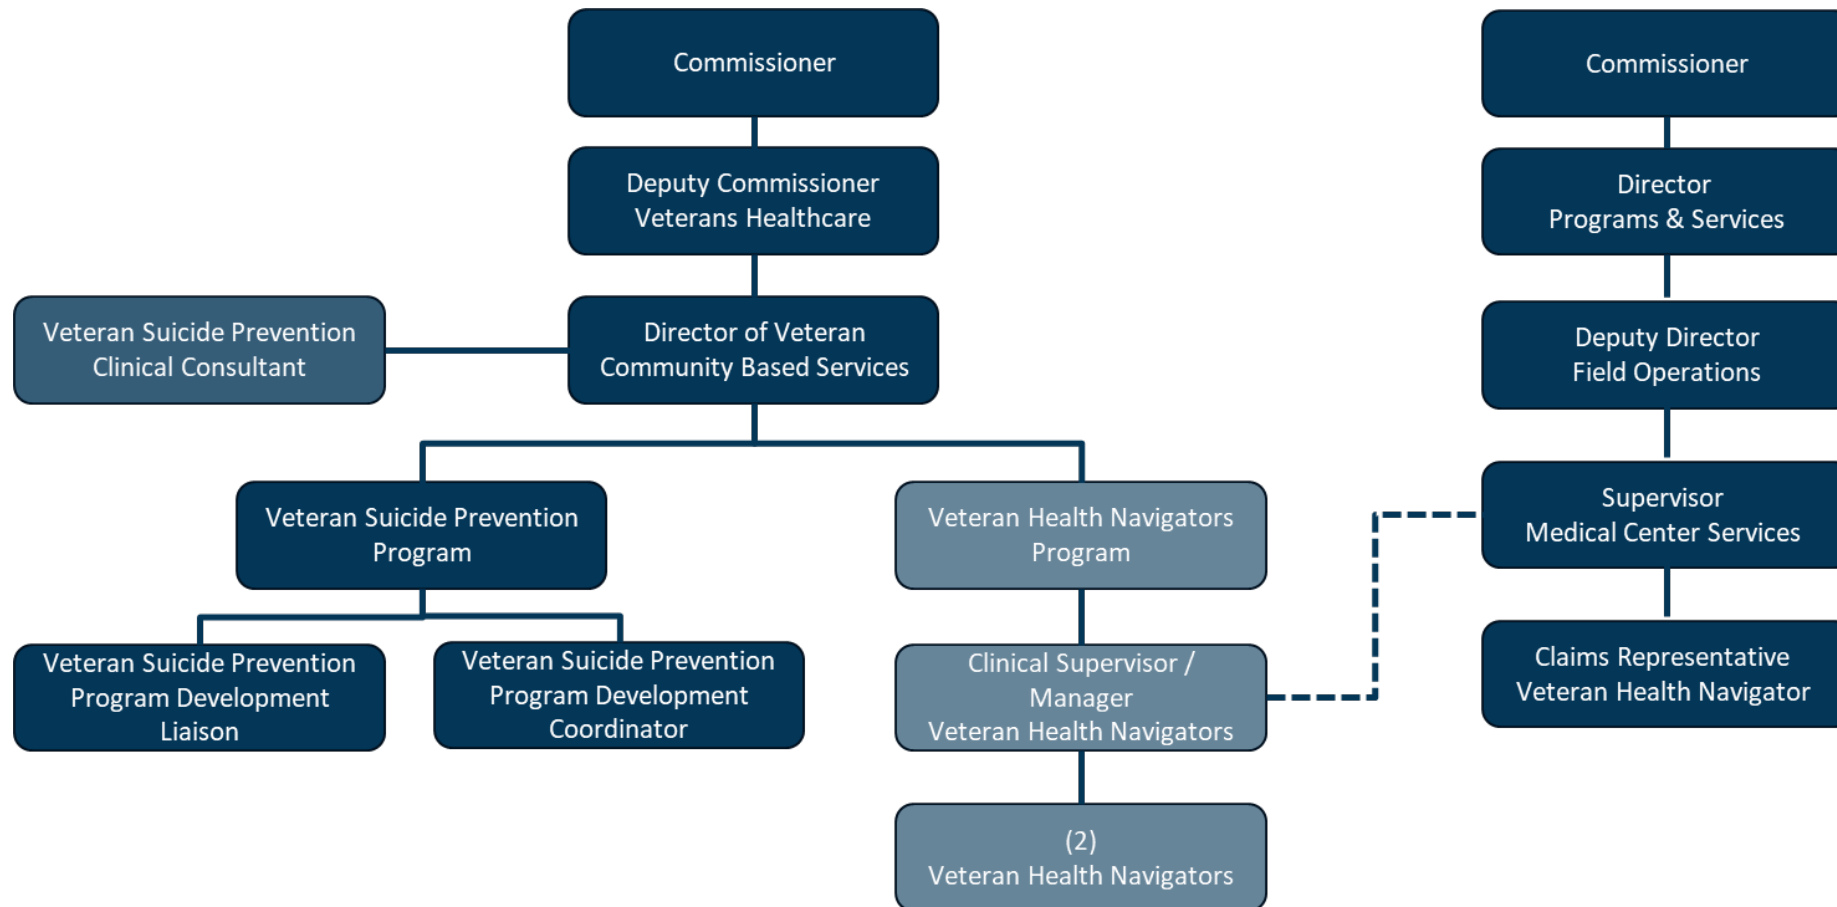 Commissioner
Deputy Commissioner
Veterans Healthcare
Veteran Suicide Prevention
Clinical Consultant
Director of Veteran
Community Based Services
Veteran Suicide Prevention
Program
Veteran Health Navigators
Program
Veteran Suicide Prevention
Program Development
Liaison
Veteran Suicide Prevention
Program Development
Coordinator
Clinical Supervisor /
Manager
Veteran Health Navigators
(2)
Veteran Health Navigators
Commissioner
Director
Programs & Services
Deputy Director
Field Operations
Supervisor
Medical Center Services
Claims Representative
Veteran Health Navigator